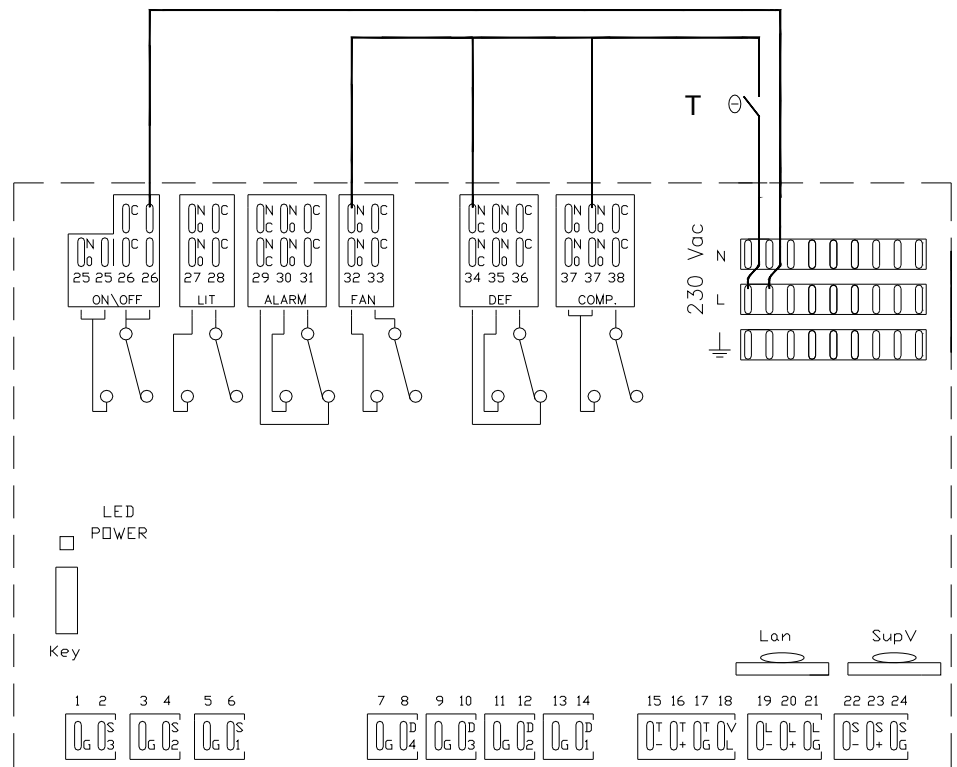 T
N C N C N N C N C N N C N N C
O O C O O C O O O
N C N C N N C N C N N C N N C
O O C O O C O O O
25 25 26 26 27 28 29 30 31 32 33 34 35 36 37 37 38
ON\OFF LIT ALARM FAN DEF COMP.
230 Vac
N
L
LED
POWER
Key
Lan SupV
1 2 3 4 5 6 7 8 9 10 11 12 13 14 15 16 17 18 19 20 21 22 23 24
G S3 G S2 G S1 G D4 G D3 G D2 G D1 T- T+ TG VL L- L+ LG S- S+ SG